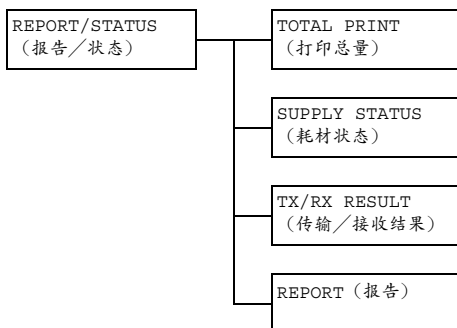 REPORT/STATUS
（报告／状态）
TOTAL PRINT
（打印总量）
SUPPLY STATUS
（耗材状态）
TX/RX RESULT
（传输／接收结果）
REPORT（报告）